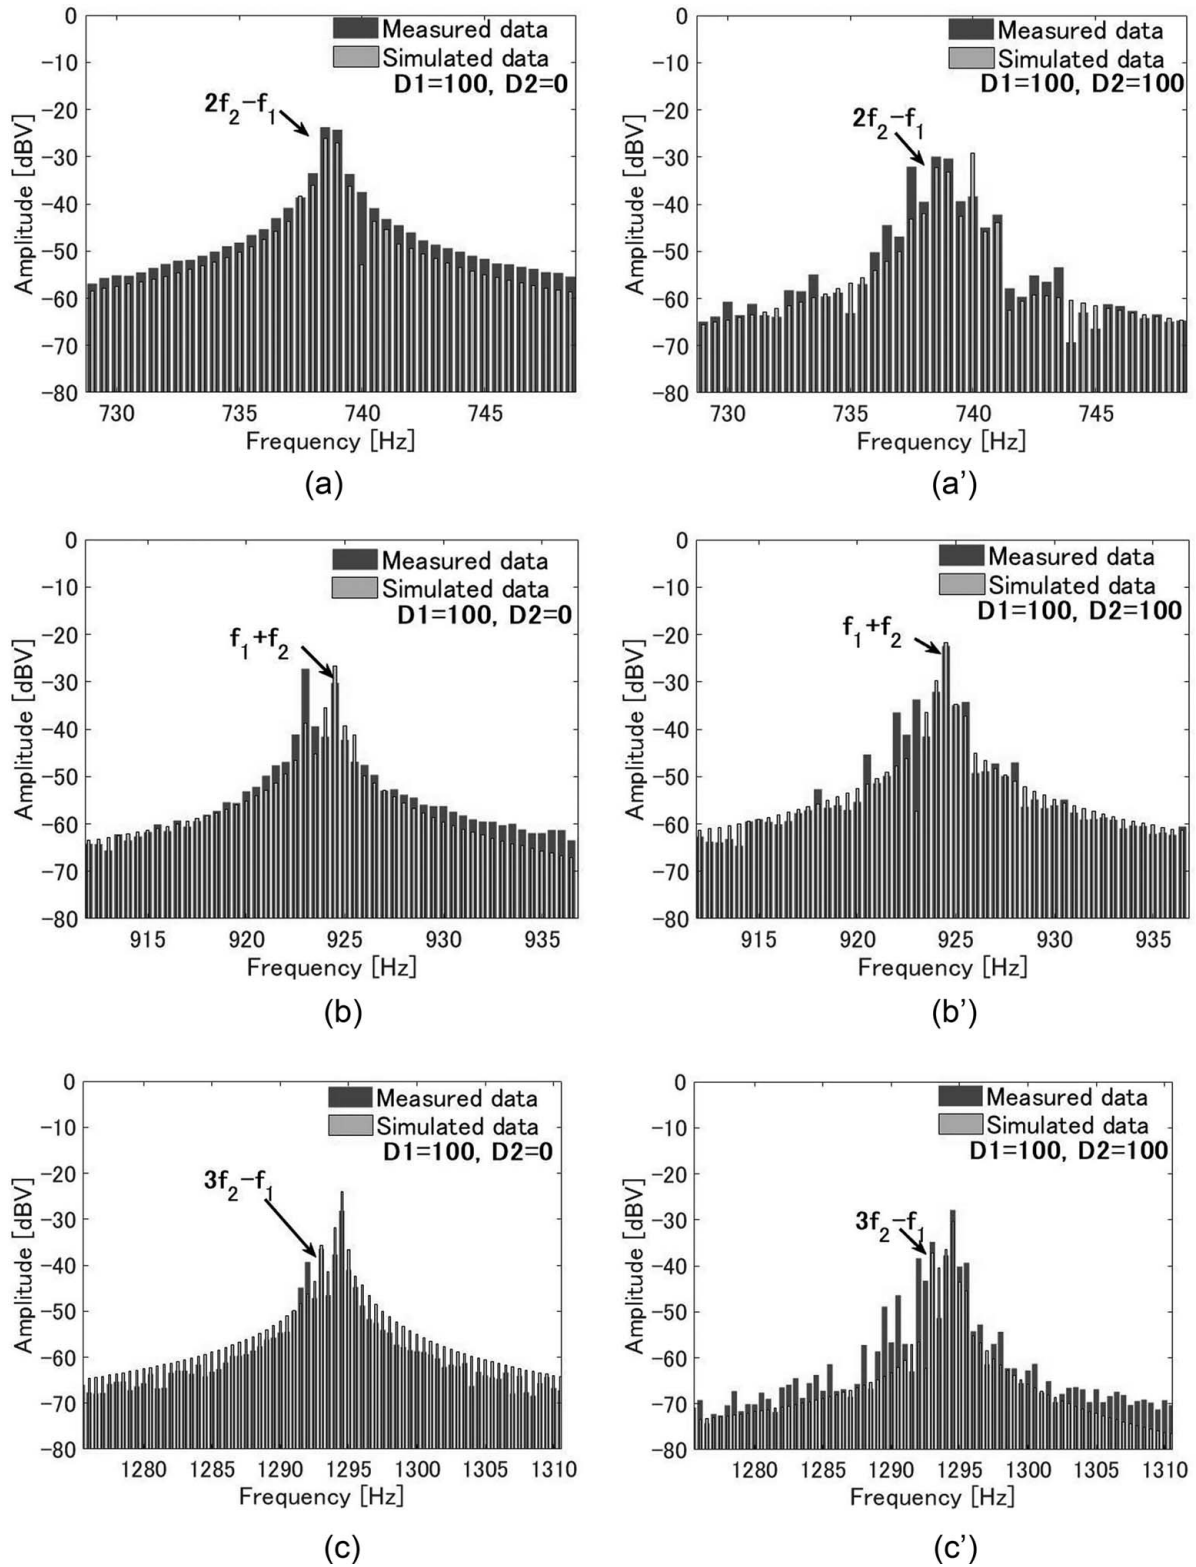 0
−10
−20
−30
−40
−50
−60
−70
−80
Amplitude [dBV]
Measured data
Simulated data
D1=100, D2=0
2f2−f1
730 735 740 745
Frequency [Hz]
(a)
0
−10
−20
−30
−40
−50
−60
−70
−80
Amplitude [dBV]
Measured data
Simulated data
D1=100, D2=100
2f2−f1
730 735 740 745
Frequency [Hz]
(a’)
0
−10
−20
−30
−40
−50
−60
−70
−80
Amplitude [dBV]
Measured data
Simulated data
D1=100, D2=0
f1+f2
915 920 925 930 935
Frequency [Hz]
(b)
0
−10
−20
−30
−40
−50
−60
−70
−80
Amplitude [dBV]
Measured data
Simulated data
D1=100, D2=100
f1+f2
915 920 925 930 935
Frequency [Hz]
(b’)
0
−10
−20
−30
−40
−50
−60
−70
−80
Amplitude [dBV]
Measured data
Simulated data
D1=100, D2=0
3f2−f1
1280 1285 1290 1295 1300 1305 1310
Frequency [Hz]
(c)
0
−10
−20
−30
−40
−50
−60
−70
−80
Amplitude [dBV]
Measured data
Simulated data
D1=100, D2=100
3f2−f1
1280 1285 1290 1295 1300 1305 1310
Frequency [Hz]
(c’)